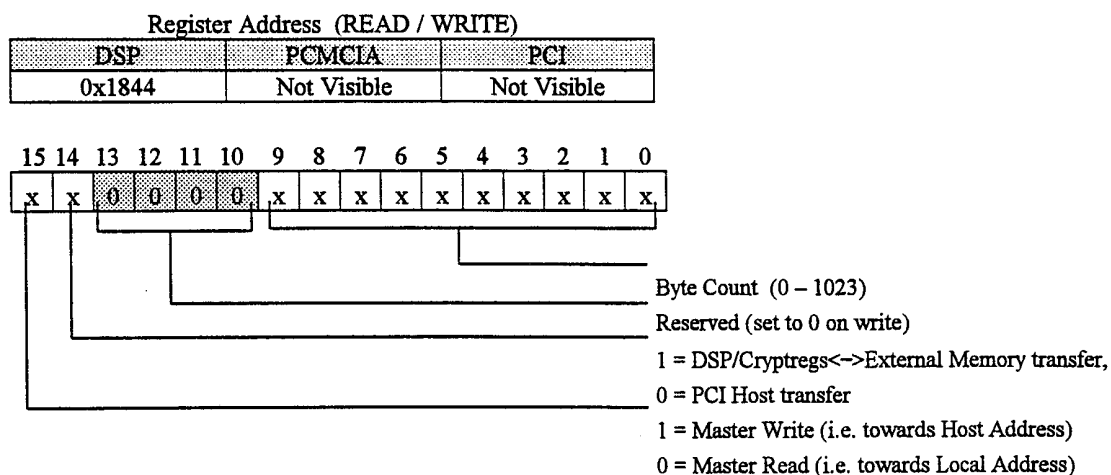 Register Address (READ / WRITE)
DSP PCMCIA PCI
0x1844 Not Visible Not Visible
15 14 13 12 11 10 9 8 7 6 5 4 3 2 1 0
x x 0 0 0 0 x x x x x x x x x x
Byte Count (0 – 1023)
Reserved (set to 0 on write)
1 = DSP/Cryptregs<->External Memory transfer,
0 = PCI Host transfer
1 = Master Write (i.e. towards Host Address)
0 = Master Read (i.e. towards Local Address)